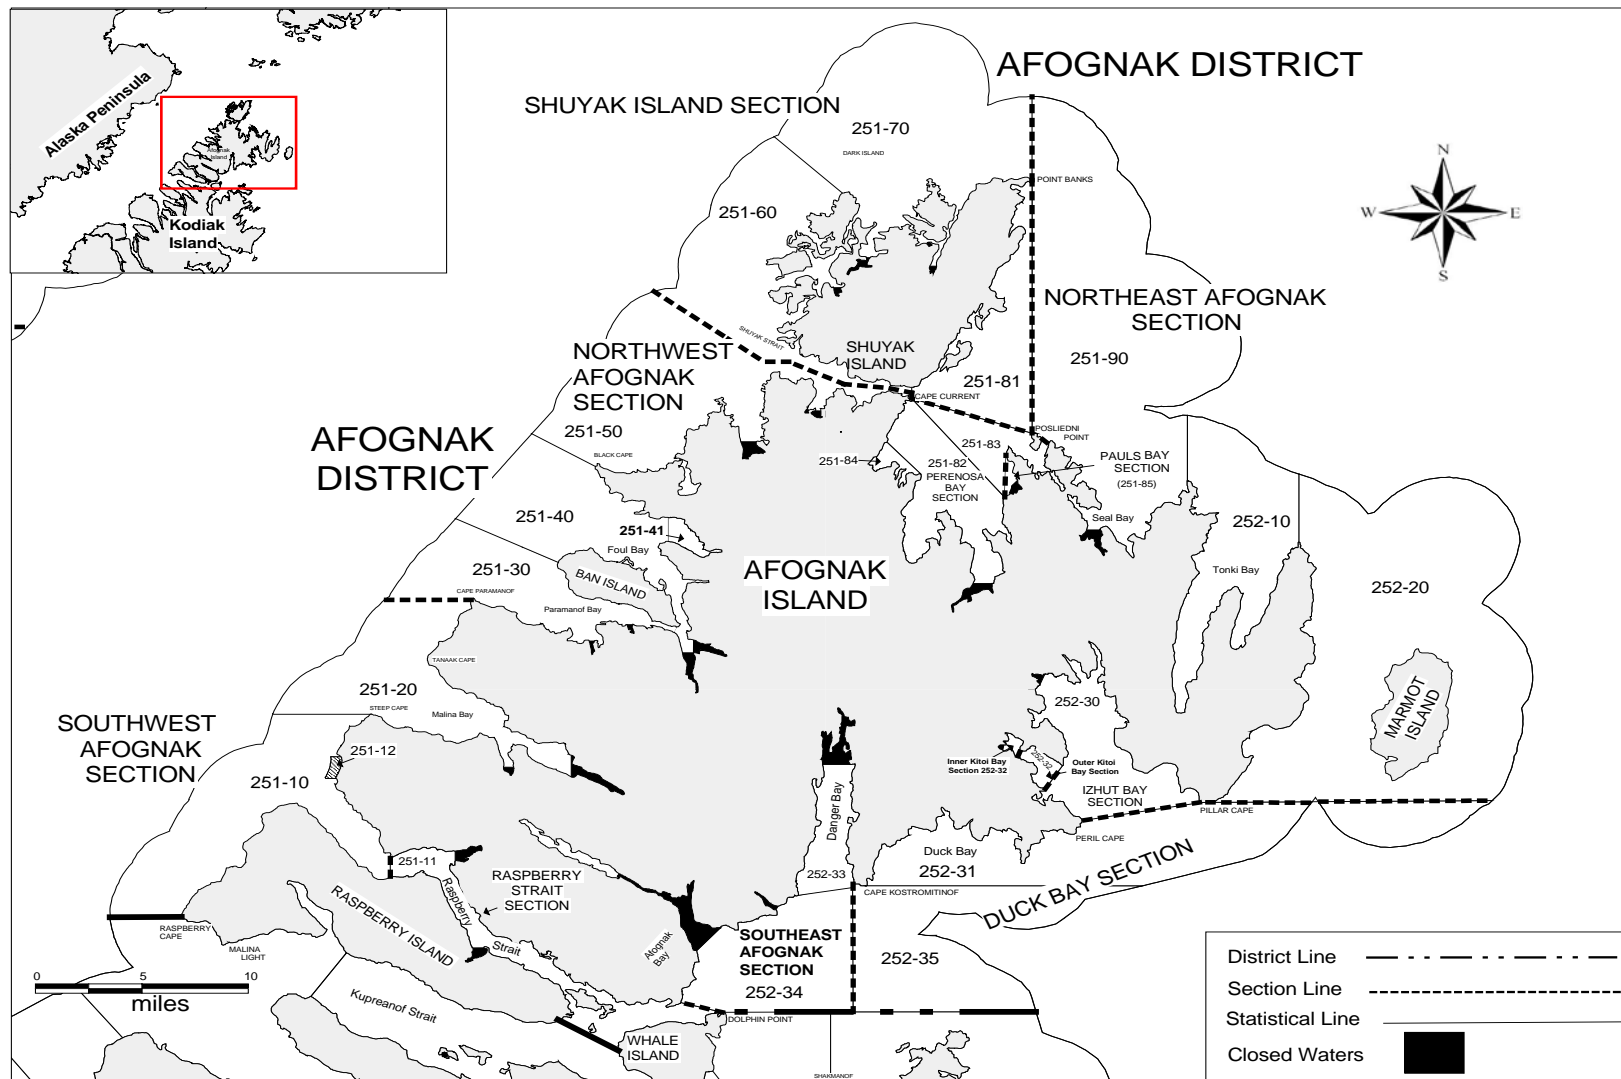 AFOGNAK DISTRICT
SHUYAK ISLAND SECTION
Alaska Peninsula
Afognak
Island
Kodiak
Island
251-70
DARK ISLAND
POINT BANKS
251-60
N
W
E
S
NORTHEAST AFOGNAK
SECTION
SHUYAK STRAIT
SHUYAK
ISLAND
251-90
NORTHWEST
AFOGNAK
SECTION
251-81
CAPE CURRENT
251-50
BLACK CAPE
AFOGNAK
DISTRICT
POSLIEDNI
POINT
251-83
251-84
251-82
PERENOSA
BAY
SECTION
PAULS BAY
SECTION
(251-85)
251-40
251-41
Foul Bay
Seal Bay
252-10
251-30
CAPE PARAMANOF
BAN ISLAND
Paramanof Bay
AFOGNAK
ISLAND
Tonki Bay
252-20
TANAAK CAPE
251-20
STEEP CAPE
Malina Bay
252-30
MARMOT
ISLAND
SOUTHWEST
AFOGNAK
SECTION
251-12
251-10
Inner Kitoi Bay
Section 252-32
252-32
Outer Kitoi
Bay Section
IZHUT BAY
SECTION
PILLAR CAPE
PERIL CAPE
Danger Bay
Duck Bay
252-31
252-33
CAPE KOSTROMITINOF
DUCK BAY SECTION
251-11
Raspberry
Strait
RASPBERRY
STRAIT
SECTION
RASPBERRY ISLAND
RASPBERRY
CAPE
MALINA
LIGHT
Afognak
Bay
SOUTHEAST
AFOGNAK
SECTION
252-34
252-35
0
5
10
miles
Kupreanof Strait
DOLPHIN POINT
WHALE
ISLAND
SHAKMANOF
District Line
Section Line
Statistical Line
Closed Waters